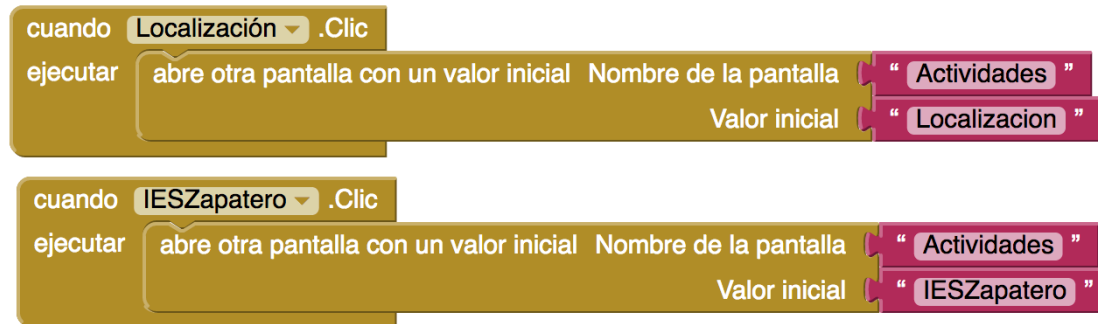 cuando Localización .Clic
ejecutar abre otra pantalla con un valor inicial Nombre de la pantalla “ Actividades ”
Valor inicial “ Localizacion ”
cuando IESZapatero .Clic
ejecutar abre otra pantalla con un valor inicial Nombre de la pantalla “ Actividades ”
Valor inicial “ IESZapatero ”